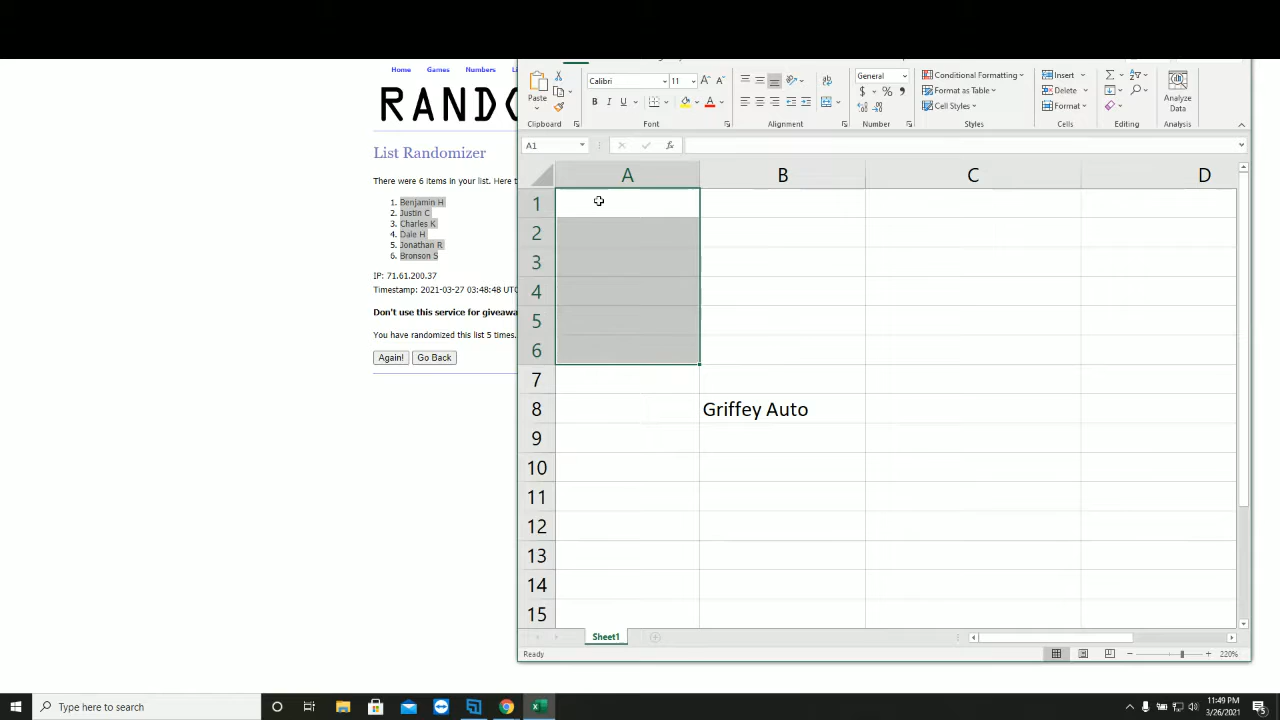 Home Games Numbers Li
RANDO
List Randomizer
There were 6 items in your list. Here t
1. Benjamin H
2. Justin C
3. Charles K
4. Dale H
5. Jonathan R
6. Bronson S
IP: 71.61.200.37
Timestamp: 2021-03-27 03:48:48 UTC
Don't use this service for giveawa
You have randomized this list 5 times.
Again! Go Back
Paste
Clipboard
Calibri 11
B I U
Font
Alignment
General
$ % 9
Number
Conditional Formatting
Format as Table
Cell Styles
Styles
Insert
Delete
Format
Cells
Editing
Analyze
Data
Analysis
A1 fx
A B C D
1
2
3
4
5
6
7
8 Griffey Auto
9
10
11
12
13
14
15
Sheet1
Ready 220%
Type here to search
11:49 PM
3/26/2021
5